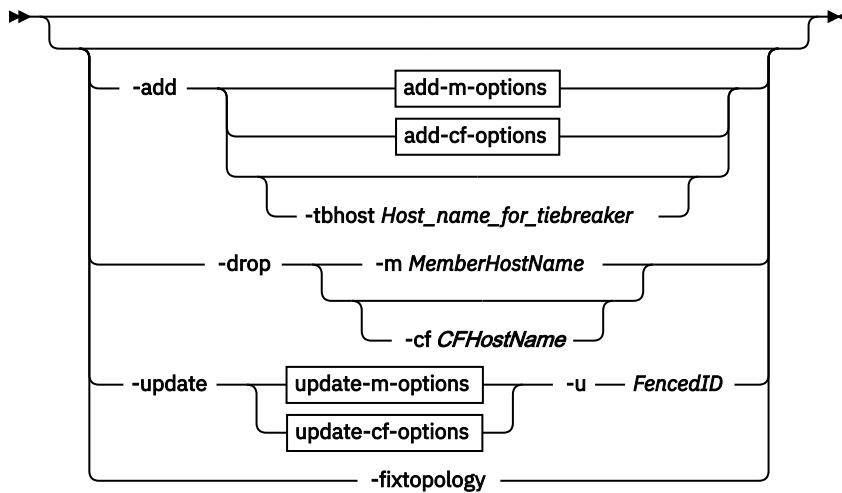 -add add-m-options
add-cf-options
-tbhost Host_name_for_tiebreaker
-drop -m MemberHostName
-cf CFHostName
-update update-m-options -u FencedID
update-cf-options
-fixtopology